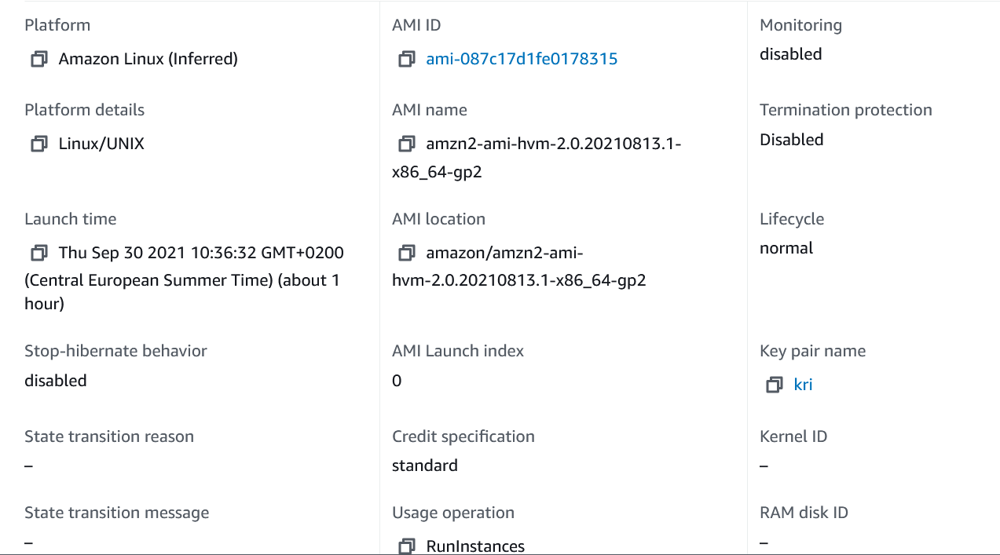 Platform
Amazon Linux (Inferred)
Platform details
Linux/UNIX
Launch time
Thu Sep 30 2021 10:36:32 GMT+0200
(Central European Summer Time) (about 1
hour)
Stop-hibernate behavior
disabled
State transition reason
–
State transition message
–
AMI ID
ami-087c17d1fe0178315
AMI name
amzn2-ami-hvm-2.0.20210813.1-
x86_64-gp2
AMI location
amazon/amzn2-ami-
hvm-2.0.20210813.1-x86_64-gp2
AMI Launch index
0
Credit specification
standard
Usage operation
RunInstances
Monitoring
disabled
Termination protection
Disabled
Lifecycle
normal
Key pair name
kri
Kernel ID
–
RAM disk ID
–